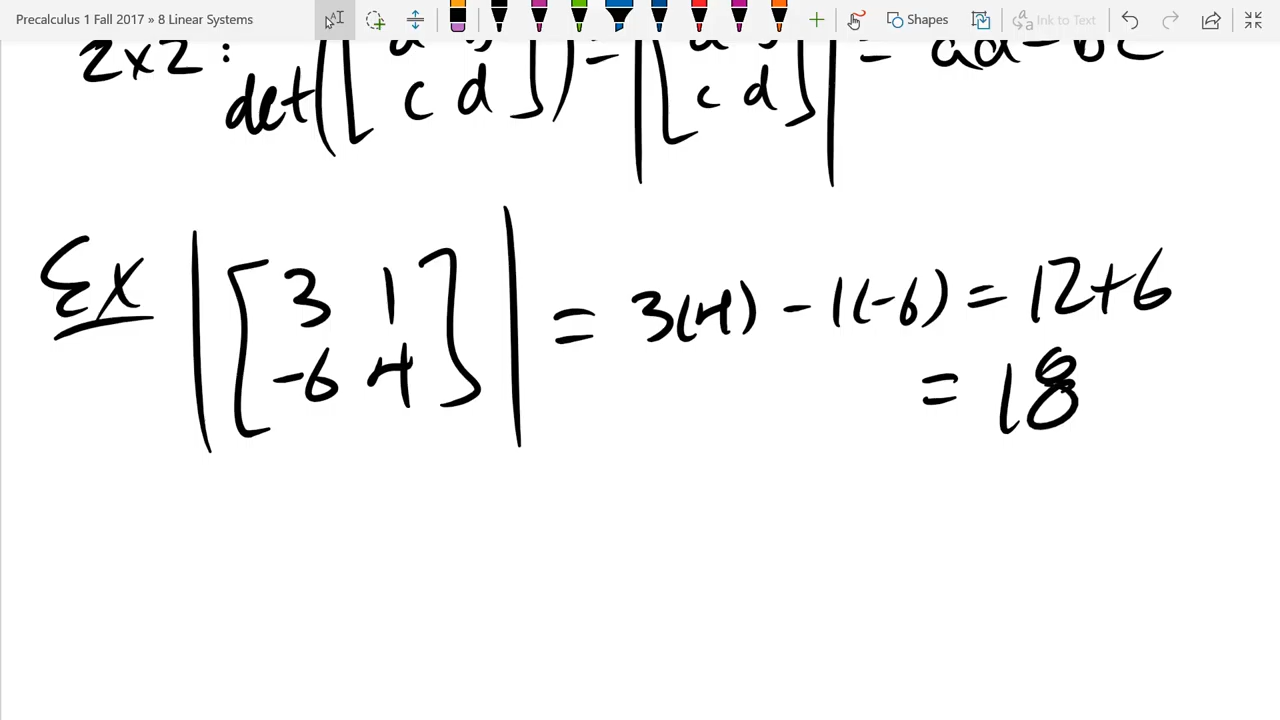 Precalculus 1 Fall 2017 » 8 Linear Systems Shapes Ink to Text
2x2: det([a b
c d]) = |[a b
c d]| = ad-bc
Ex |[3 1
-6 4]| = 3(4) - 1(-6) = 12+6
= 18